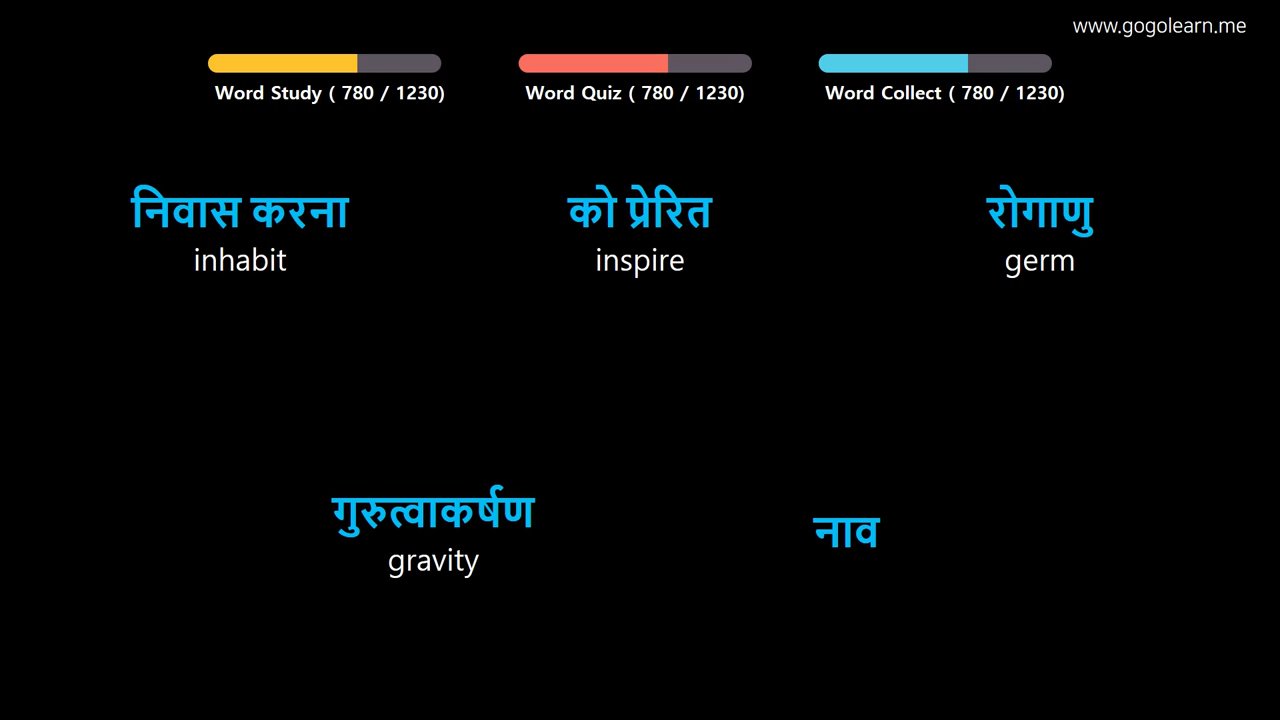 www.gogolearn.me
Word Study ( 780 / 1230)
Word Quiz ( 780 / 1230)
Word Collect ( 780 / 1230)
निवास करना
inhabit
को प्रेरित
inspire
रोगाणु
germ
गुरुत्वाकर्षण
gravity
नाव